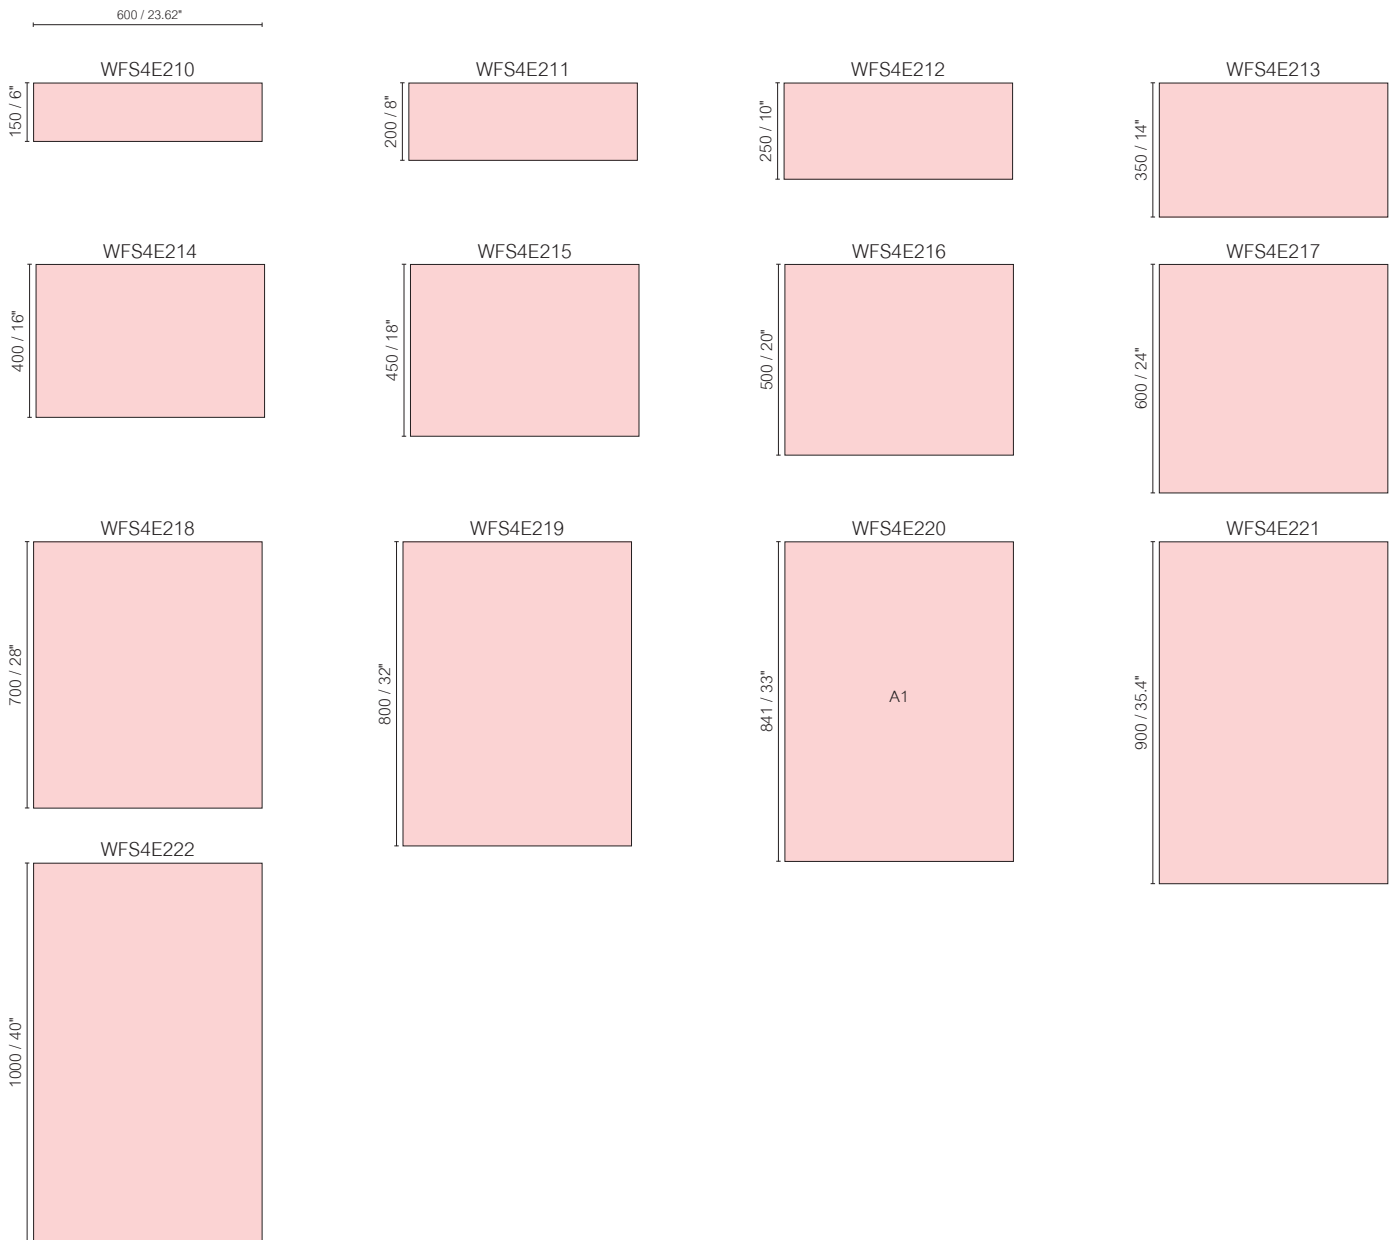 600 / 23.62"
WFS4E210
150 / 6"
WFS4E211
200 / 8"
WFS4E212
250 / 10"
WFS4E213
350 / 14"
WFS4E214
400 / 16"
WFS4E215
450 / 18"
WFS4E216
500 / 20"
WFS4E217
600 / 24"
WFS4E218
700 / 28"
WFS4E219
800 / 32"
WFS4E220
841 / 33"
A1
WFS4E221
900 / 35.4"
WFS4E222
1000 / 40"